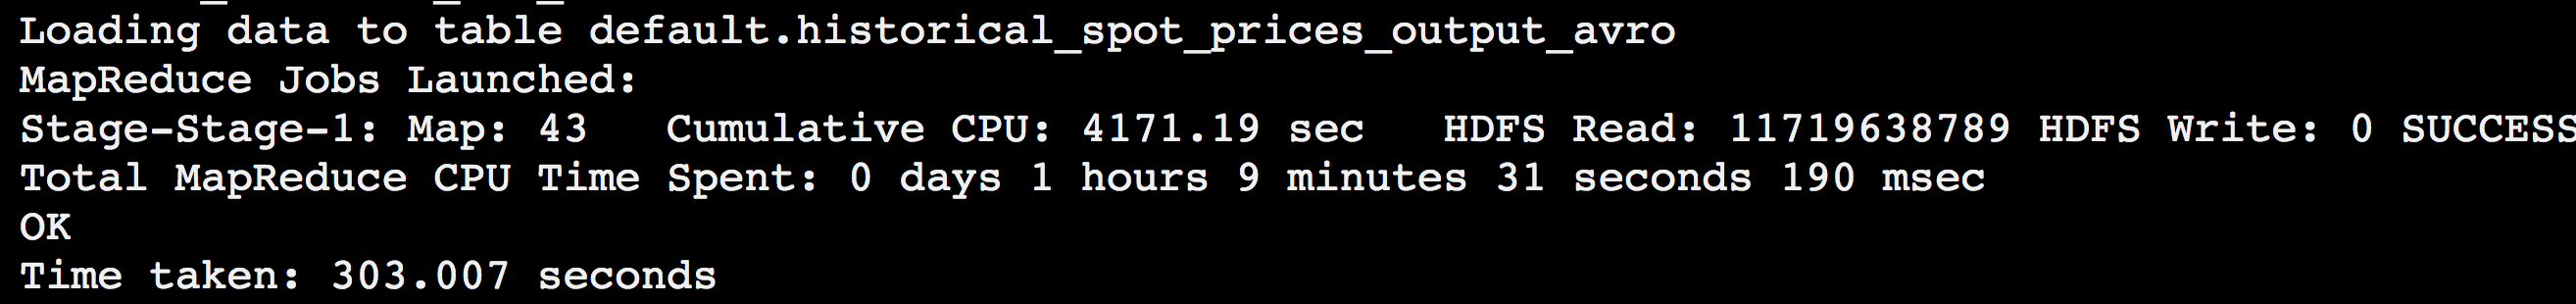 Loading data to table default.historical_spot_prices_output_avro
MapReduce Jobs Launched:
Stage-Stage-1: Map: 43   Cumulative CPU: 4171.19 sec   HDFS Read: 11719638789 HDFS Write: 0 SUCCESS
Total MapReduce CPU Time Spent: 0 days 1 hours 9 minutes 31 seconds 190 msec
OK
Time taken: 303.007 seconds